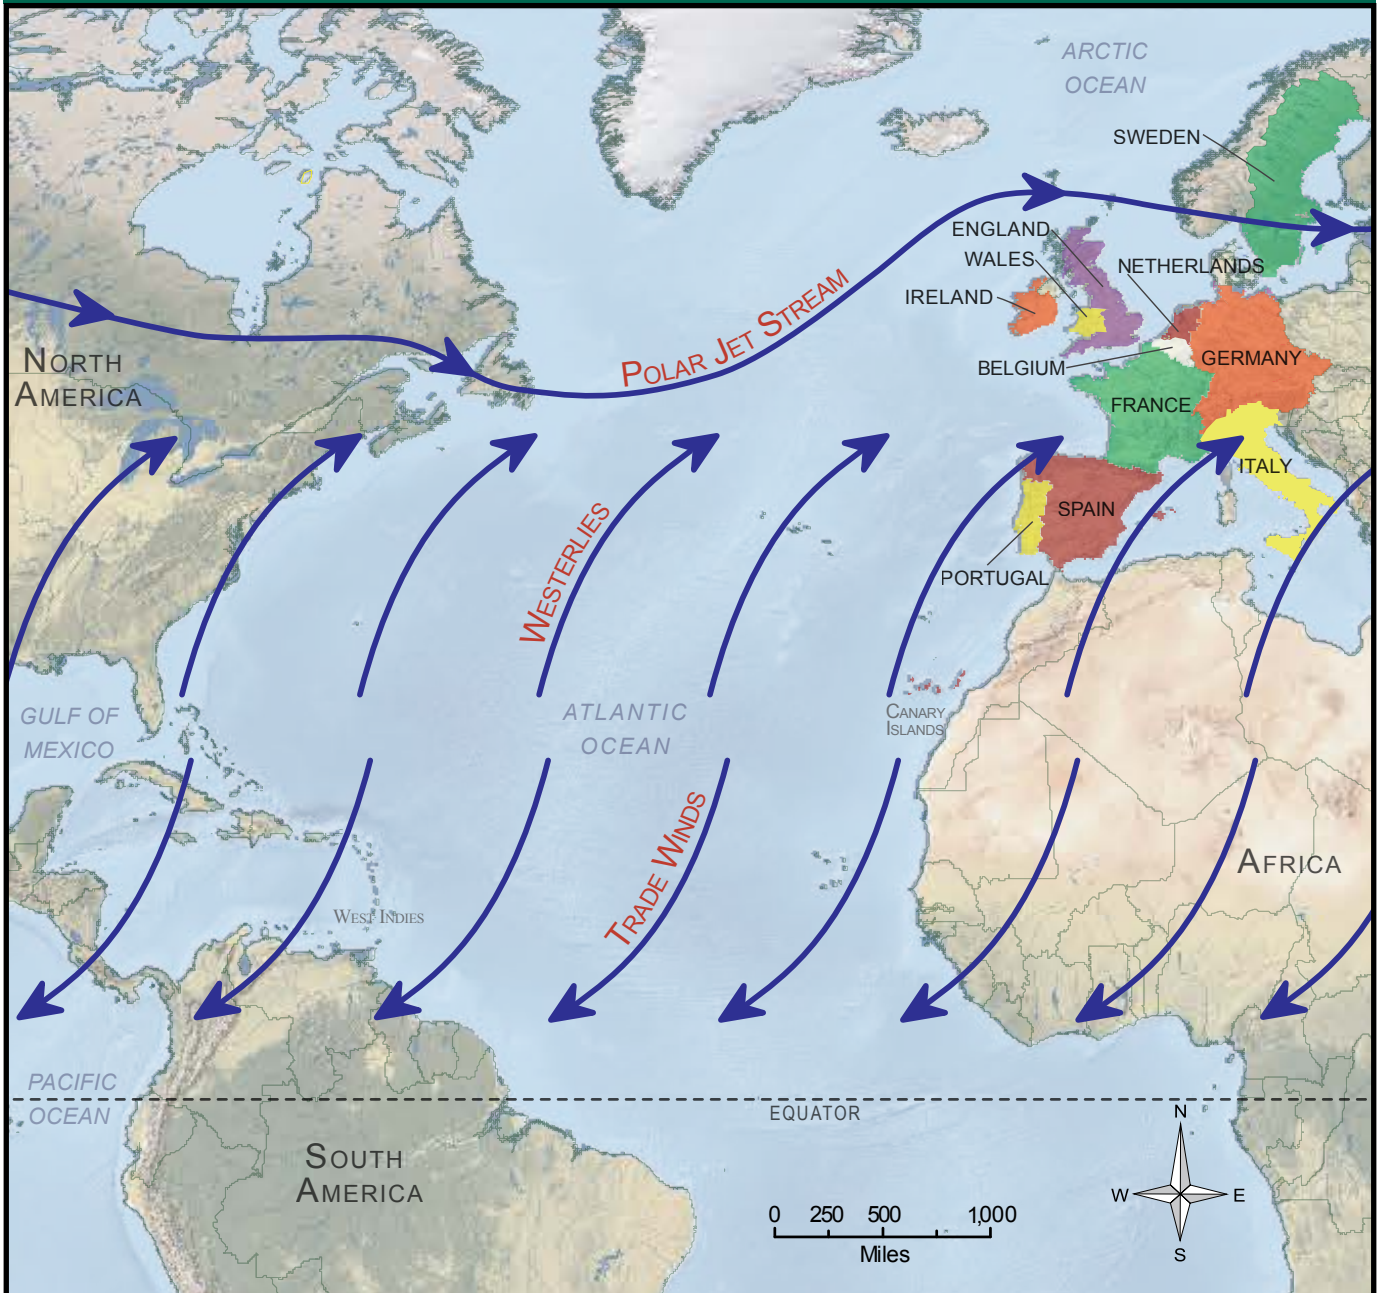 ARCTIC
OCEAN
SWEDEN
ENGLAND
WALES
NETHERLANDS
IRELAND
POLAR JET STREAM
NORTH
AMERICA
BELGIUM
GERMANY
FRANCE
ITALY
SPAIN
WESTERLIES
PORTUGAL
GULF OF
MEXICO
ATLANTIC
OCEAN
CANARY
ISLANDS
TRADE WINDS
AFRICA
WEST INDIES
PACIFIC
OCEAN
EQUATOR
N
SOUTH
AMERICA
W
E
0 250 500 1,000
Miles
S